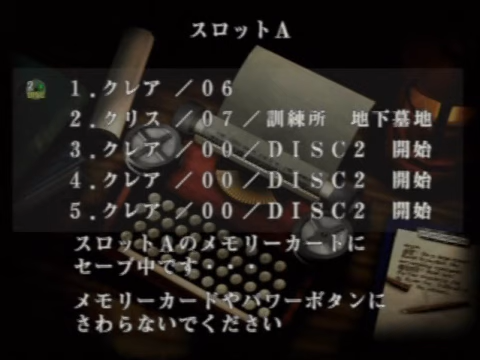 スロットA
1.クレア ／06
2.クリス ／07／訓練所 地下墓地
3.クレア ／00／DISC2 開始
4.クレア ／00／DISC2 開始
5.クレア ／00／DISC2 開始
スロットAのメモリーカードに
セーブ中です・・・
メモリーカードやパワーボタンに
さわらないでください